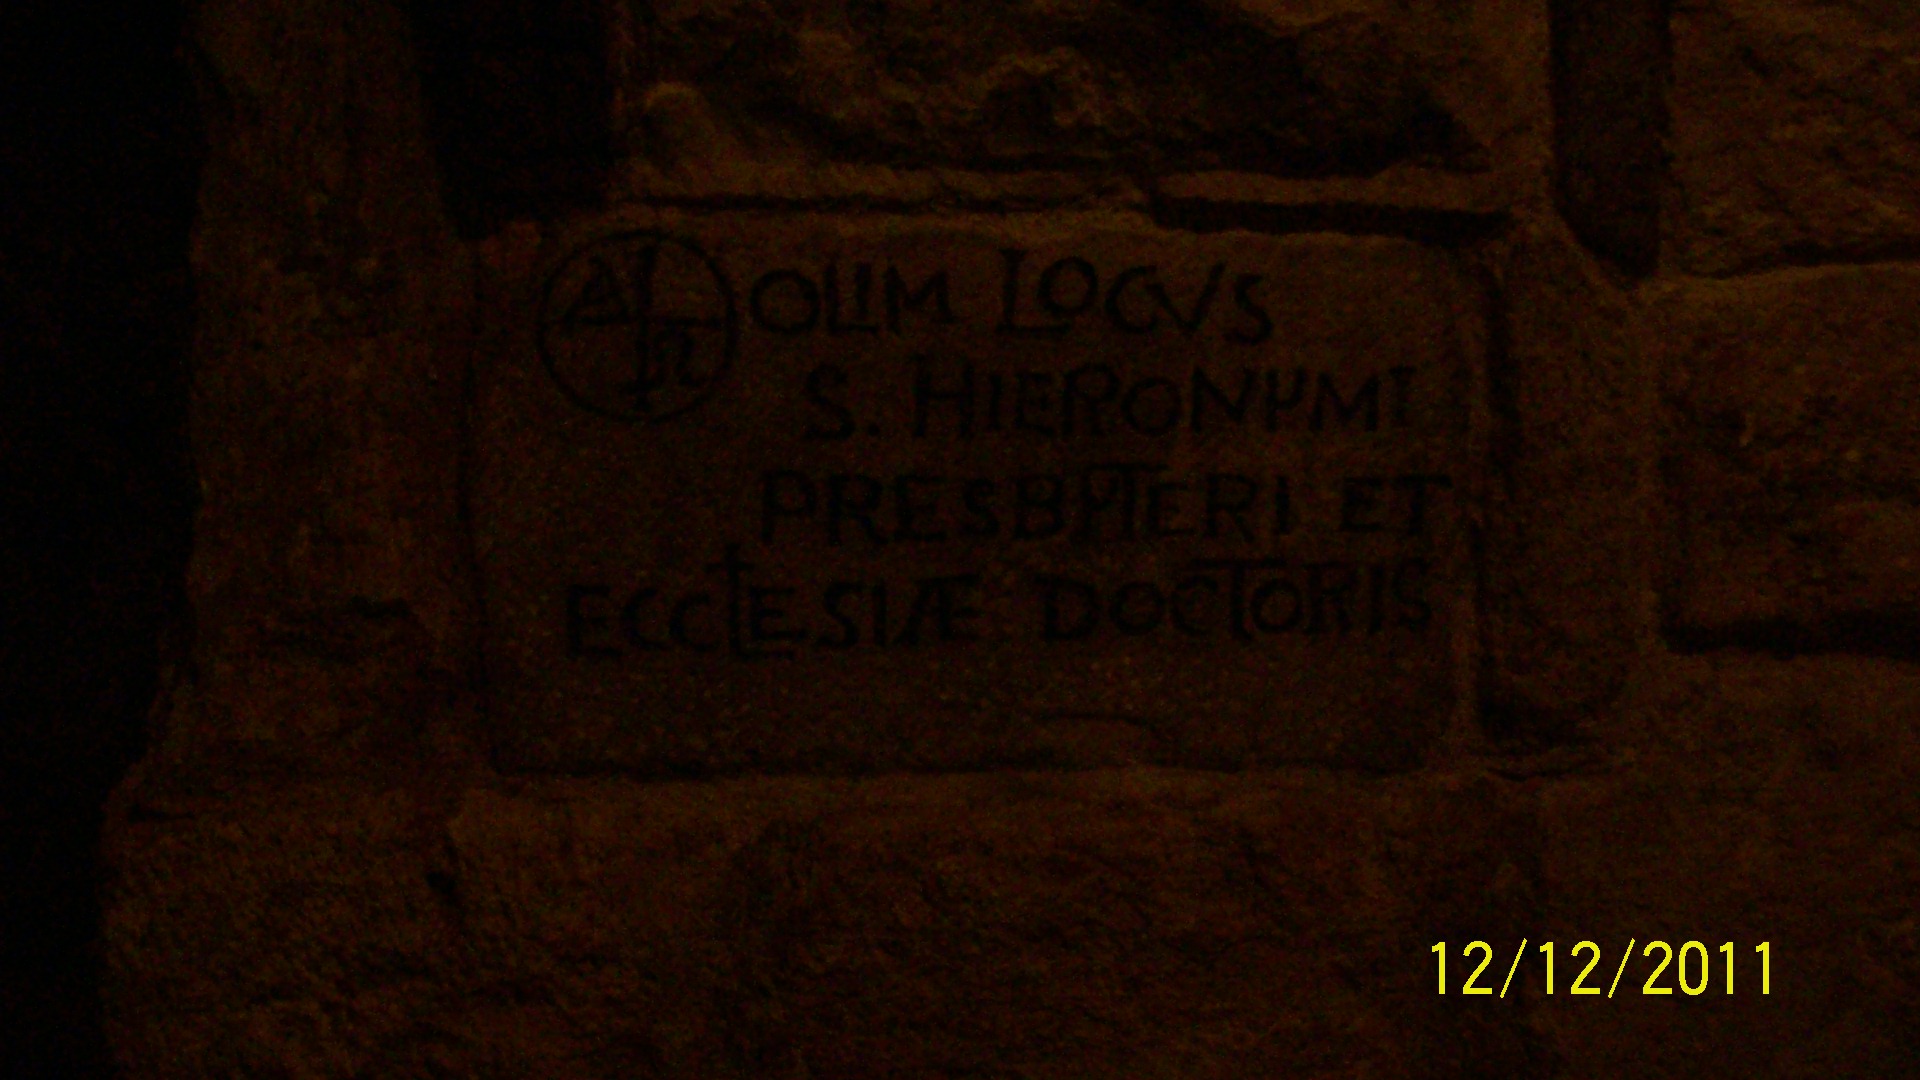 A Ω OLIM LOCVS
S. HIERONYMI
PRESBYTERI ET
ECCLESIÆ DOCTORIS
12/12/2011